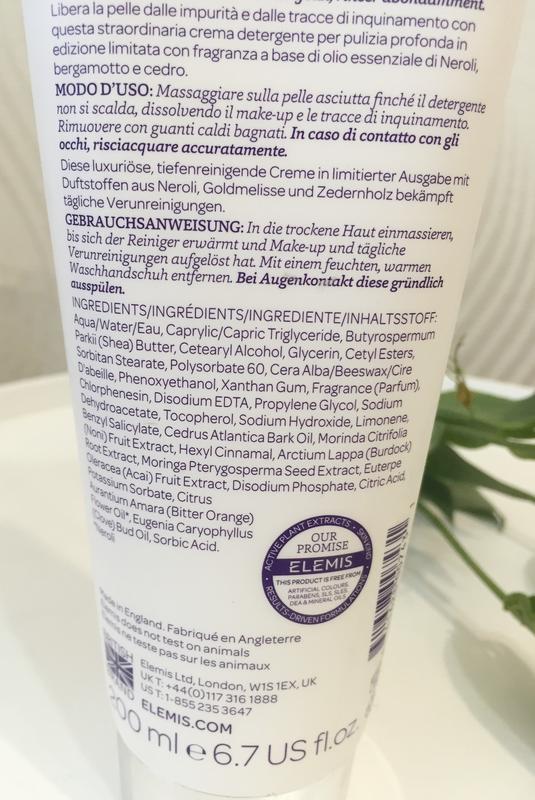 Libera la pelle dalle impurità e dalle tracce di inquinamento con
questa straordinaria crema detergente per pulizia profonda in
edizione limitata con fragranza a base di olio essenziale di Neroli,
bergamotto e cedro.
MODO D'USO: Massaggiare sulla pelle asciutta finché il detergente
non si scalda, dissolvendo il make-up e le tracce di inquinamento.
Rimuovere con guanti caldi bagnati. In caso di contatto con gli
occhi, risciacquare accuratamente.
Diese luxuriöse, tiefenreinigende Creme in limitierter Ausgabe mit
Duftstoffen aus Neroli, Goldmelisse und Zedernholz bekämpft
tägliche Verunreinigungen.
GEBRAUCHSANWEISUNG: In die trockene Haut einmassieren,
bis sich der Reiniger erwärmt und Make-up und tägliche
Verunreinigungen aufgelöst hat. Mit einem feuchten, warmen
Waschhandschuh entfernen. Bei Augenkontakt diese gründlich
ausspülen.
INGREDIENTS/INGRÉDIENTS/INGREDIENTE/INHALTSSTOFF:
Aqua/Water/Eau, Caprylic/Capric Triglyceride, Butyrospermum
Parkii (Shea) Butter, Cetearyl Alcohol, Glycerin, Cetyl Esters,
Sorbitan Stearate, Polysorbate 60, Cera Alba/Beeswax/Cire
D'abeille, Phenoxyethanol, Xanthan Gum, Fragrance (Parfum),
Chlorphenesin, Disodium EDTA, Propylene Glycol, Sodium
Dehydroacetate, Tocopherol, Sodium Hydroxide, Limonene,
Benzyl Salicylate, Cedrus Atlantica Bark Oil, Morinda Citrifolia
(Noni) Fruit Extract, Hexyl Cinnamal, Arctium Lappa (Burdock)
Root Extract, Moringa Pterygosperma Seed Extract, Euterpe
Oleracea (Acai) Fruit Extract, Disodium Phosphate, Citric Acid,
Potassium Sorbate, Citrus
Aurantium Amara (Bitter Orange)
Flower Oil*, Eugenia Caryophyllus
(Clove) Bud Oil, Sorbic Acid.
*Neroli
ACTIVE PLANT EXTRACTS •
OUR
PROMISE
ELEMIS
THIS PRODUCT IS FREE FROM
ARTIFICIAL COLOURS,
PARABENS, SLS, SLES,
DEA & MINERAL OILS
RESULTS-DRIVEN FORMULATIONS
Made in England. Fabriqué en Angleterre
Elemis does not test on animals
Elemis ne teste pas sur les animaux
Elemis Ltd, London, W1S 1EX, UK
UK T: +44(0)117 316 1888
US T: 1-855 235 3647
ELEMIS.COM
200 ml e 6.7 US fl.oz.